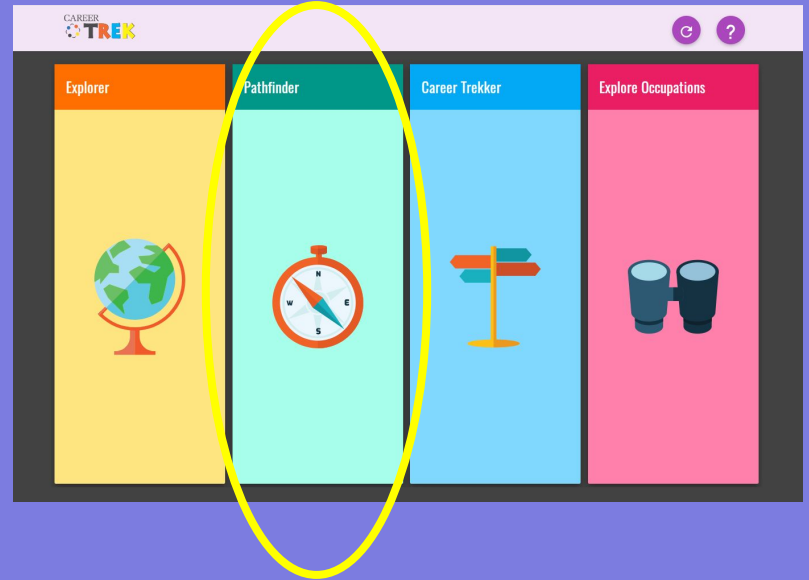 CAREER
TREK
?
Explorer
Pathfinder
Career Trekker
Explore Occupations
N
W
E
S